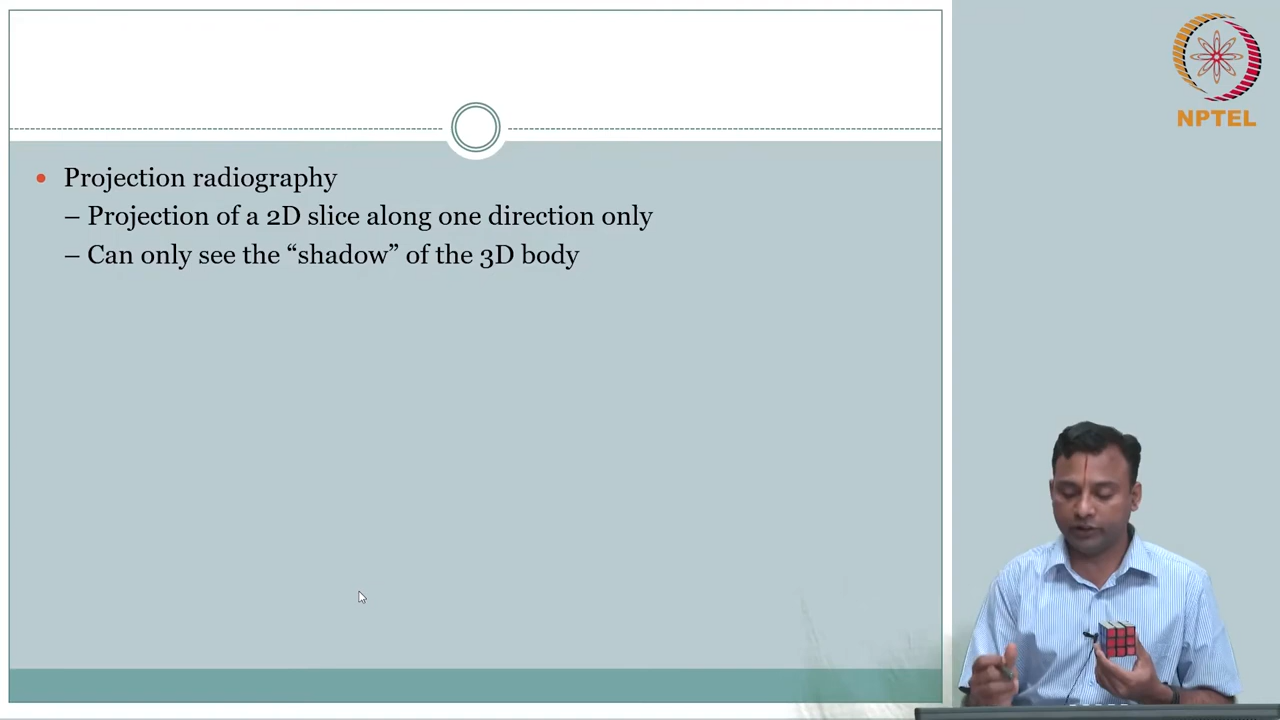 NPTEL
Projection radiography
– Projection of a 2D slice along one direction only
– Can only see the “shadow” of the 3D body